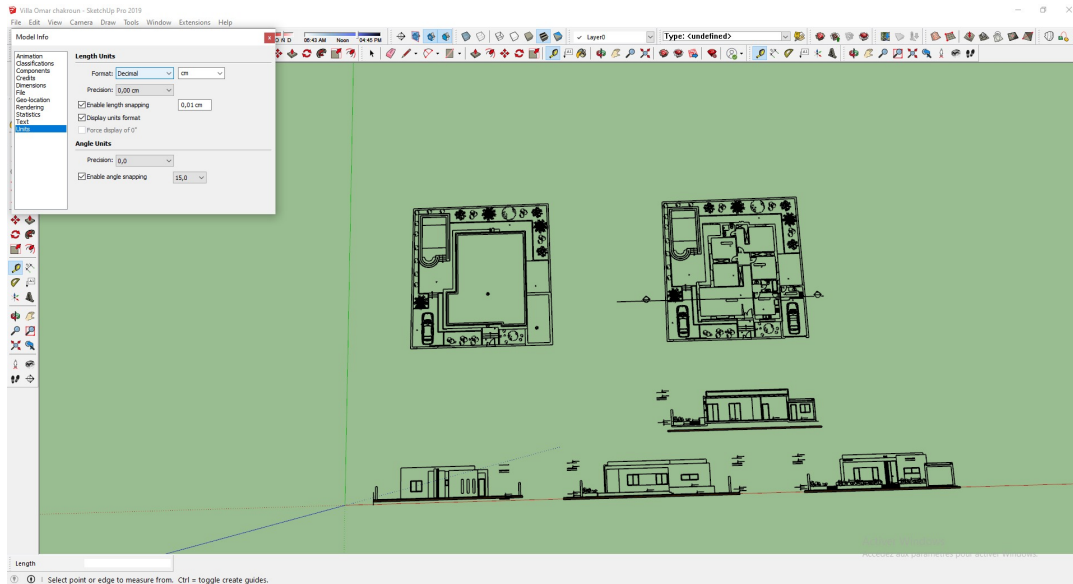 Villa Omar chakroun - SketchUp Pro 2019
File Edit View Camera Draw Tools Window Extensions Help
Model Info
J F M A M J J A S O N D 06:43 AM Noon 04:45 PM
Layer0
Type: <undefined>
Animation
Classifications
Components
Credits
Dimensions
File
Geo-location
Rendering
Statistics
Text
Units
Length Units
Format: Decimal cm
Precision: 0,00 cm
Enable length snapping 0,01 cm
Display units format
Force display of 0"
Angle Units
Precision: 0,0
Enable angle snapping 15,0
Accédez aux paramètres pour activer Windows.
Length
Select point or edge to measure from. Ctrl = toggle create guides.